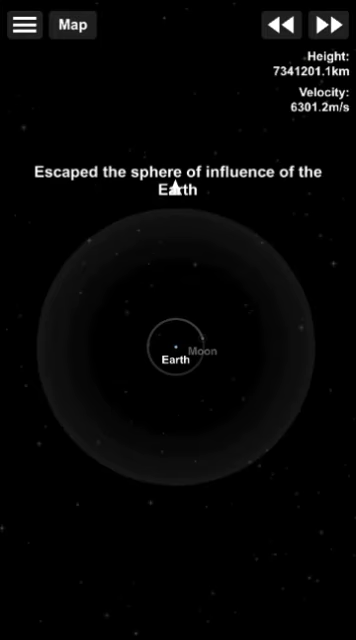 Map
Height:
7341201.1km
Velocity:
6301.2m/s
Escaped the sphere of influence of the
Earth
Moon
Earth